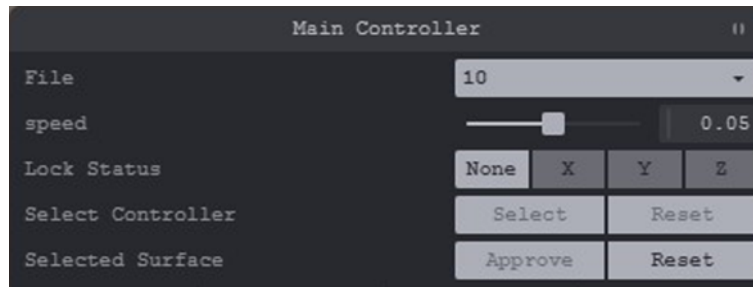 Main Controller
File 10
speed 0.05
Lock Status None X Y Z
Select Controller Select Reset
Selected Surface Approve Reset